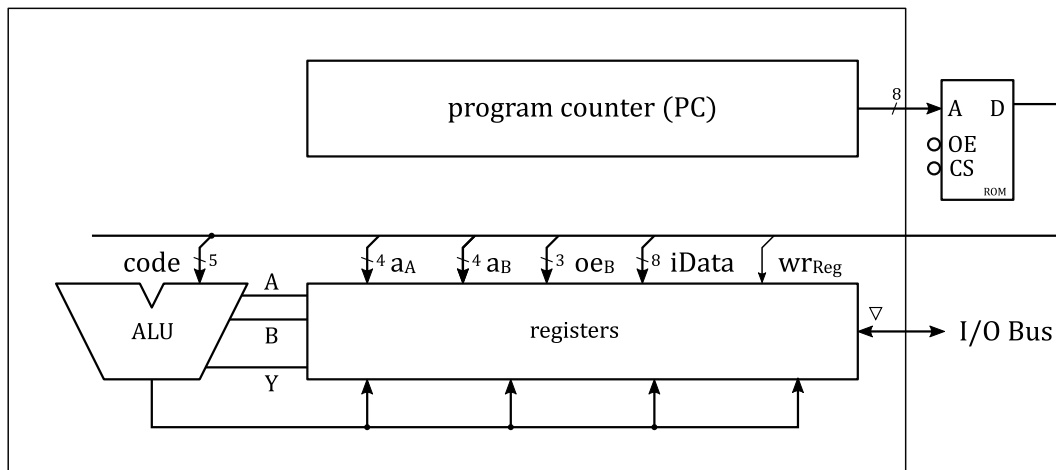 program counter (PC)
8
A D
OE
CS
ROM
code 5 4 aA 4 aB 3 oeB 8 iData wrReg
A
ALU
B
registers
▽
I/O Bus
Y